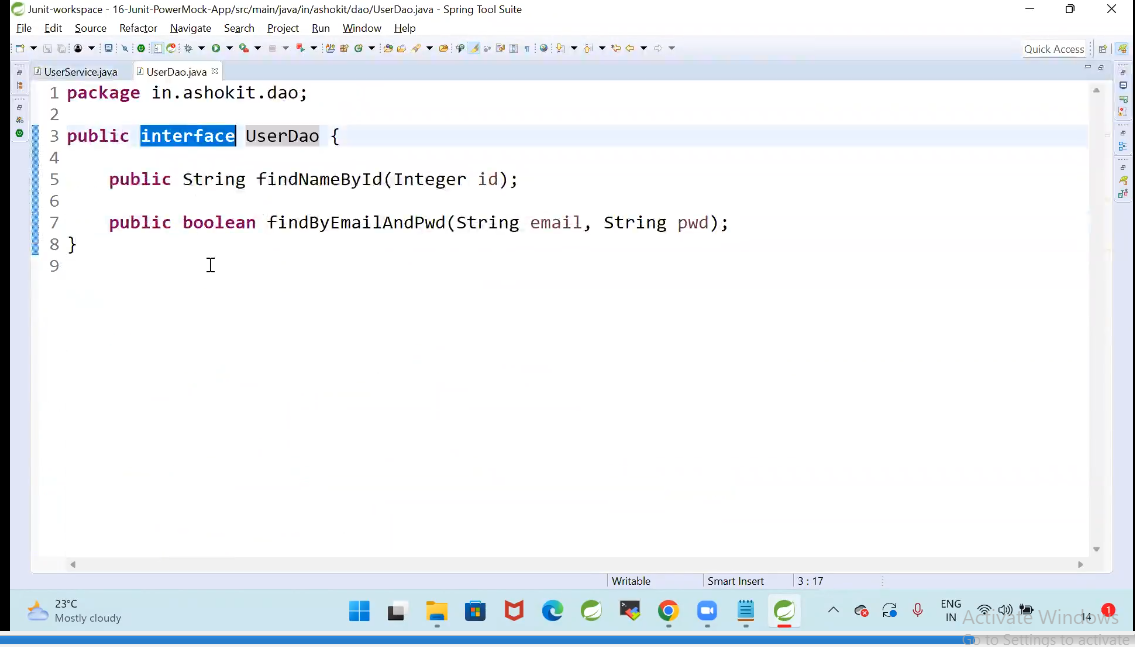 Junit-workspace - 16-Junit-PowerMock-App/src/main/java/in/ashokit/dao/UserDao.java - Spring Tool Suite
File Edit Source Refactor Navigate Search Project Run Window Help
Quick Access
UserService.java UserDao.java
1 package in.ashokit.dao;
2
3 public interface UserDao {
4
5 public String findNameById(Integer id);
6
7 public boolean findByEmailAndPwd(String email, String pwd);
8 }
9
Writable Smart Insert 3 : 17
23°C
Mostly cloudy
ENG
IN
14
1
Activate Windows
Go to Settings to activate